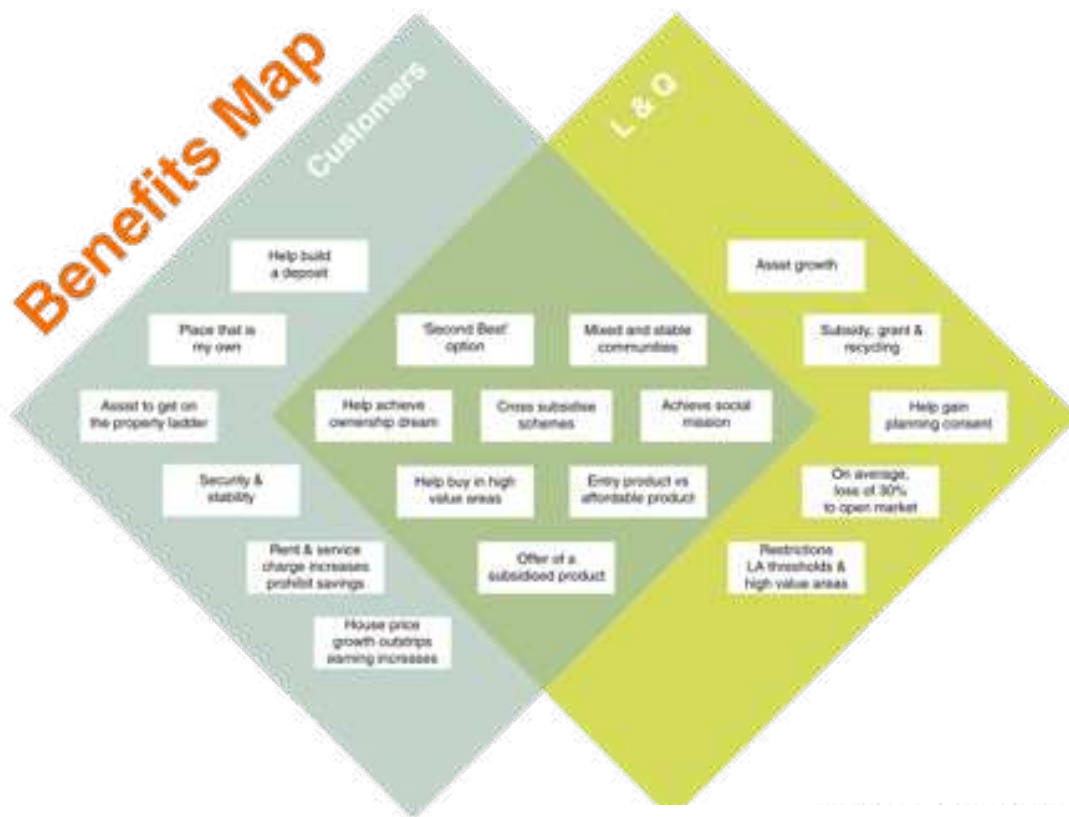 Benefits Map
Customers
L & Q
Help build
a deposit
Asset growth
Place that is
my own
'Second Best'
option
Mixed and stable
communities
Subsidy, grant &
recycling
Assist to get on
the property ladder
Help achieve
ownership dream
Cross subsidise
schemes
Achieve social
mission
Help gain
planning consent
Security &
stability
Help buy in high
value areas
Entry product vs
affordable product
On average,
loss of 30%
to open market
Rent & service
charge increases
prohibit savings
Offer of a
subsidised product
Restrictions
LA thresholds &
high value areas
House price
growth outstrips
earning increases